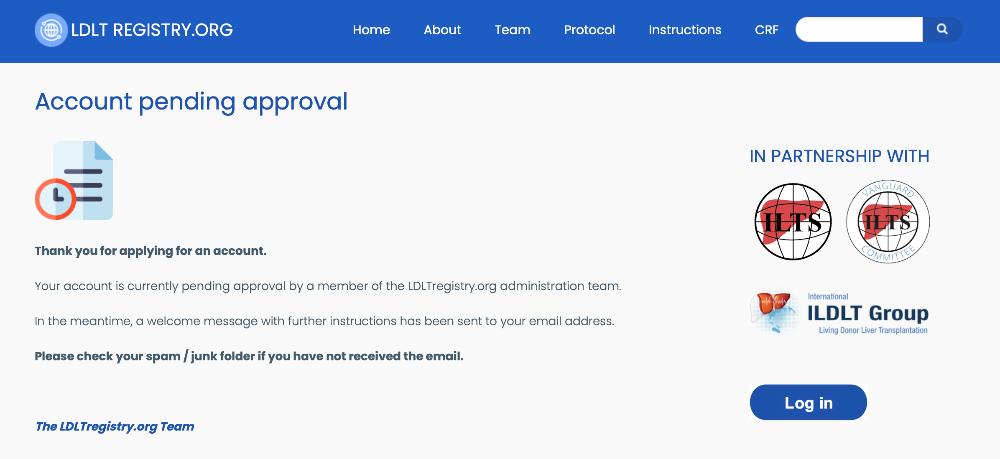 LDLT REGISTRY.ORG
Home
About
Team
Protocol
Instructions
CRF
Account pending approval
Thank you for applying for an account.
Your account is currently pending approval by a member of the LDLTregistry.org administration team.
In the meantime, a welcome message with further instructions has been sent to your email address.
Please check your spam / junk folder if you have not received the email.
The LDLTregistry.org Team
IN PARTNERSHIP WITH
ILTS
VANGUARD
ILTS
COMMITTEE
International
ILDLT Group
Living Donor Liver Transplantation
Log in